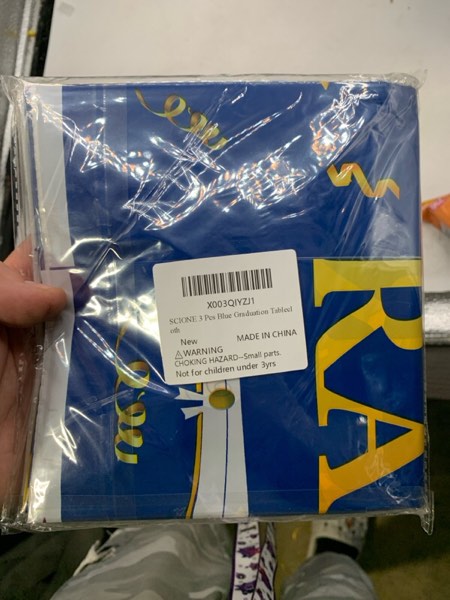 X003QIYZJ1
SCIONE 3 Pcs Blue Graduation Tablecl
oth
New
MADE IN CHINA
⚠WARNING
CHOKING HAZARD--Small parts.
Not for children under 3yrs
RA